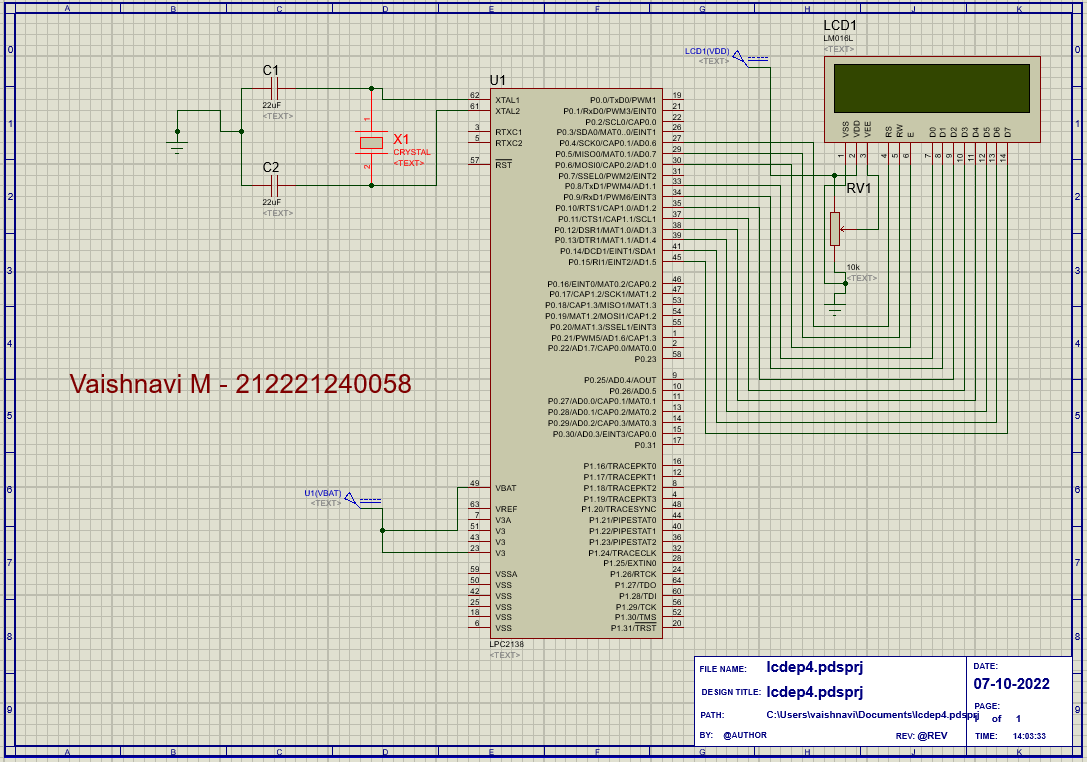 A B C D E F G H J K
LCD1
LM016L
<TEXT>
LCD1(VDD)
<TEXT>
VSS VDD VEE RS RW E D0 D1 D2 D3 D4 D5 D6 D7
1 2 3 4 5 6 7 8 9 10 11 12 13 14
RV1
10k
<TEXT>
C1
22uF
<TEXT>
C2
22uF
<TEXT>
X1
CRYSTAL
<TEXT>
1
2
U1
62 XTAL1
61 XTAL2
3 RTXC1
5 RTXC2
57 RST
49 VBAT
63 VREF
7 V3A
51 V3
43 V3
23 V3
59 VSSA
50 VSS
42 VSS
25 VSS
18 VSS
6 VSS
P0.0/TxD0/PWM1 19
P0.1/RxD0/PWM3/EINT0 21
P0.2/SCL0/CAP0.0 22
P0.3/SDA0/MAT0..0/EINT1 26
P0.4/SCK0/CAP0.1/AD0.6 27
P0.5/MISO0/MAT0.1/AD0.7 29
P0.6/MOSI0/CAP0.2/AD1.0 30
P0.7/SSEL0/PWM2/EINT2 31
P0.8/TxD1/PWM4/AD1.1 33
P0.9/RxD1/PWM6/EINT3 34
P0.10/RTS1/CAP1.0/AD1.2 35
P0.11/CTS1/CAP1.1/SCL1 37
P0.12/DSR1/MAT1.0/AD1.3 38
P0.13/DTR1/MAT1.1/AD1.4 39
P0.14/DCD1/EINT1/SDA1 41
P0.15/RI1/EINT2/AD1.5 45
P0.16/EINT0/MAT0.2/CAP0.2 46
P0.17/CAP1.2/SCK1/MAT1.2 47
P0.18/CAP1.3/MISO1/MAT1.3 53
P0.19/MAT1.2/MOSI1/CAP1.2 54
P0.20/MAT1.3/SSEL1/EINT3 55
P0.21/PWM5/AD1.6/CAP1.3 1
P0.22/AD1.7/CAP0.0/MAT0.0 2
P0.23 58
P0.25/AD0.4/AOUT 9
P0.26/AD0.5 10
P0.27/AD0.0/CAP0.1/MAT0.1 11
P0.28/AD0.1/CAP0.2/MAT0.2 13
P0.29/AD0.2/CAP0.3/MAT0.3 14
P0.30/AD0.3/EINT3/CAP0.0 15
P0.31 17
P1.16/TRACEPKT0 16
P1.17/TRACEPKT1 12
P1.18/TRACEPKT2 8
P1.19/TRACEPKT3 4
P1.20/TRACESYNC 48
P1.21/PIPESTAT0 44
P1.22/PIPESTAT1 40
P1.23/PIPESTAT2 36
P1.24/TRACECLK 32
P1.25/EXTIN0 28
P1.26/RTCK 24
P1.27/TDO 64
P1.28/TDI 60
P1.29/TCK 56
P1.30/TMS 52
P1.31/TRST 20
LPC2138
<TEXT>
Vaishnavi M - 212221240058
U1(VBAT)
<TEXT>
FILE NAME: lcdep4.pdsprj
DESIGN TITLE: lcdep4.pdsprj
PATH: C:\Users\vaishnavi\Documents\lcdep4.pdsprj
BY: @AUTHOR
REV: @REV
DATE:
07-10-2022
PAGE:
1 of 1
TIME: 14:03:33
0 1 2 3 4 5 6 7 8 9
0 1 2 3 4 5 6 7 8 9
A B C D E F G H J K